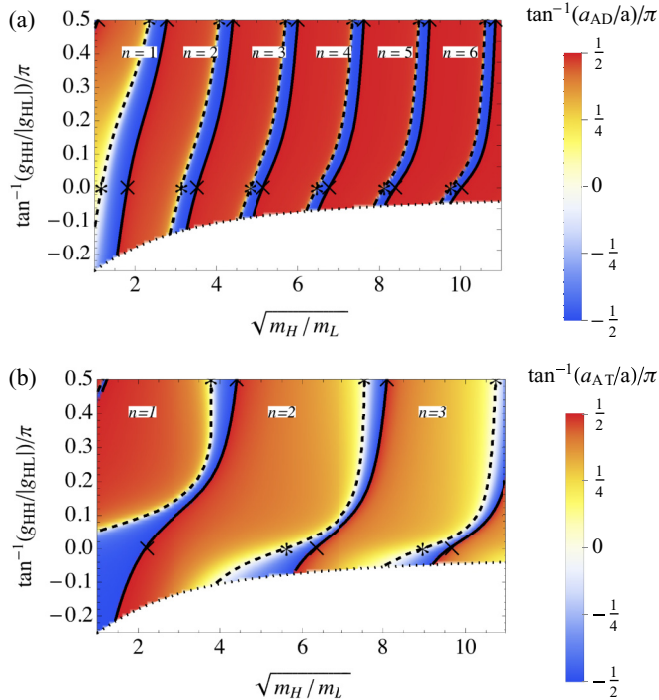 (a)
tan⁻¹(a_AD/a)/π
tan⁻¹(g_HH/|g_HL|)/π
0.5
0.4
0.3
0.2
0.1
0.0
−0.1
−0.2
n=1
n=2
n=3
n=4
n=5
n=6
2
4
6
8
10
√m_H/m_L
1/2
1/4
0
−1/4
−1/2
(b)
tan⁻¹(a_AT/a)/π
tan⁻¹(g_HH/|g_HL|)/π
0.5
0.4
0.3
0.2
0.1
0.0
−0.1
−0.2
n=1
n=2
n=3
2
4
6
8
10
√m_H/m_L
1/2
1/4
0
−1/4
−1/2